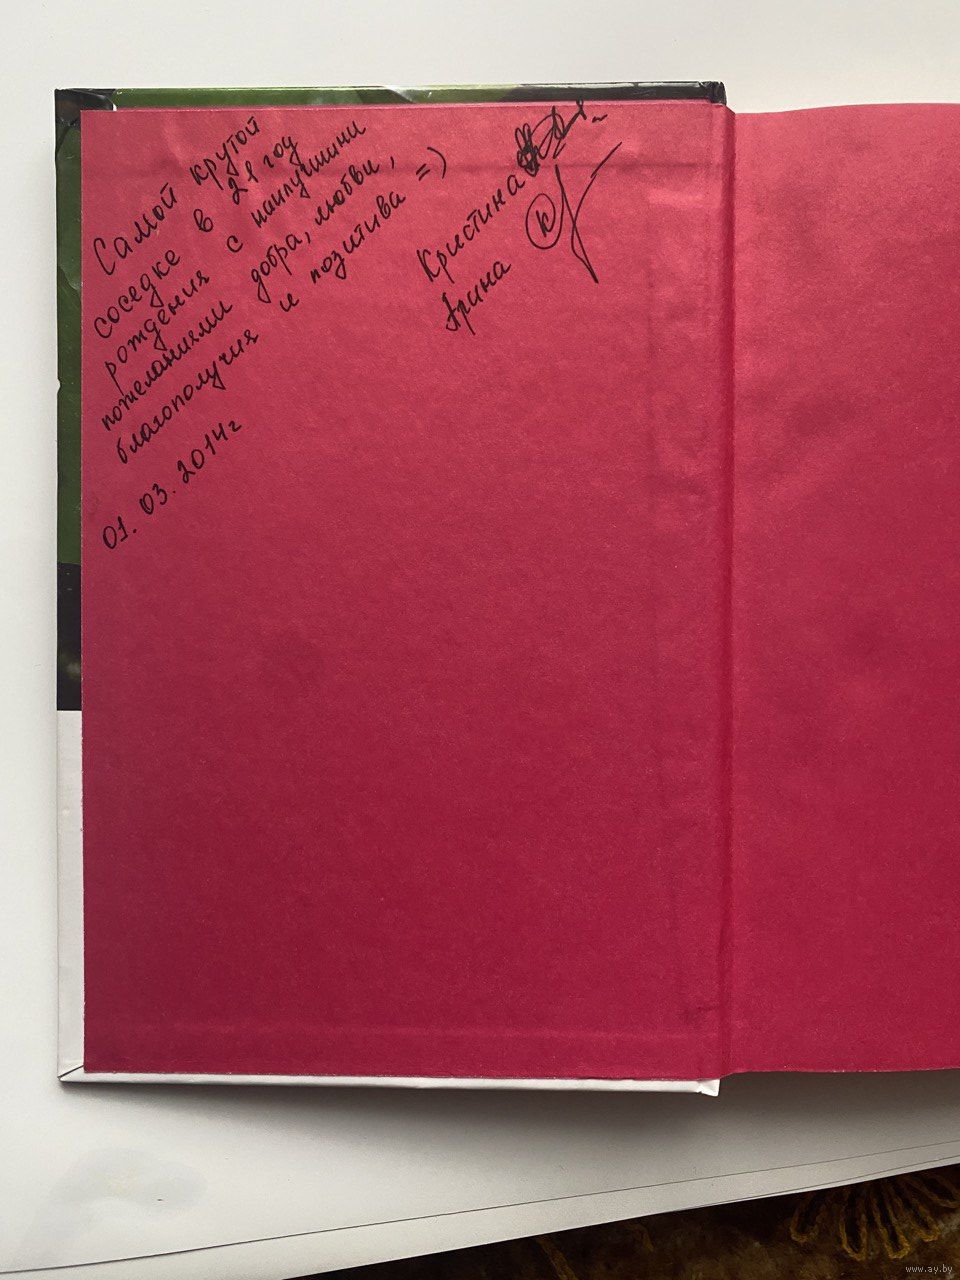 Самой крутой
соседке в 21 год
рождения с наилучшими
пожеланиями добра, любви,
благополучия и позитива =)
01.03.2014г
Кристина
Арина
www.ay.by